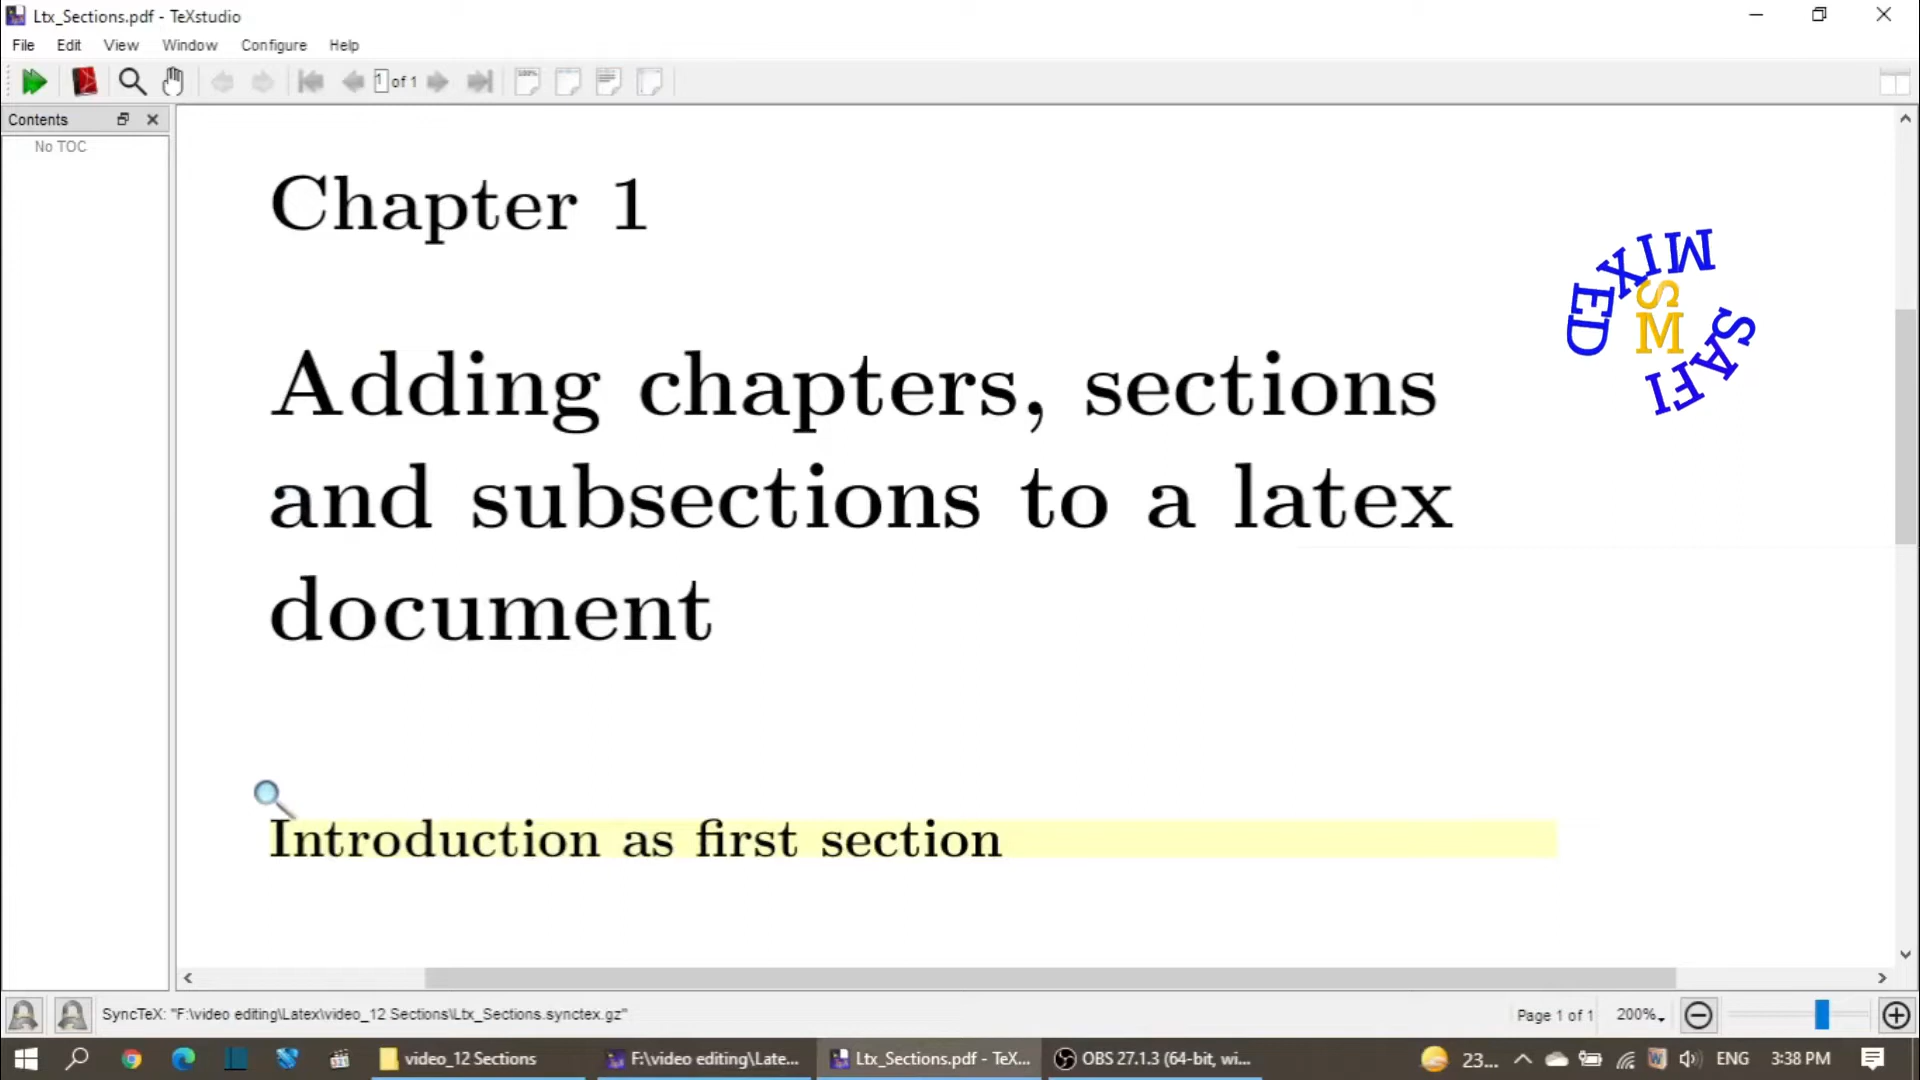 Ltx_Sections.pdf - TeXstudio
File Edit View Window Configure Help
100%
1 of 1
Contents
No TOC
Chapter 1
Adding chapters, sections
and subsections to a latex
document
MIXED
SM
SAFI
Introduction as first section
SyncTeX: "F:\video editing\Latex\video_12 Sections\Ltx_Sections.synctex.gz"
Page 1 of 1
200%
video_12 Sections
F:\video editing\Late...
Ltx_Sections.pdf - TeX...
OBS 27.1.3 (64-bit, wi...
23...
W
ENG
3:38 PM